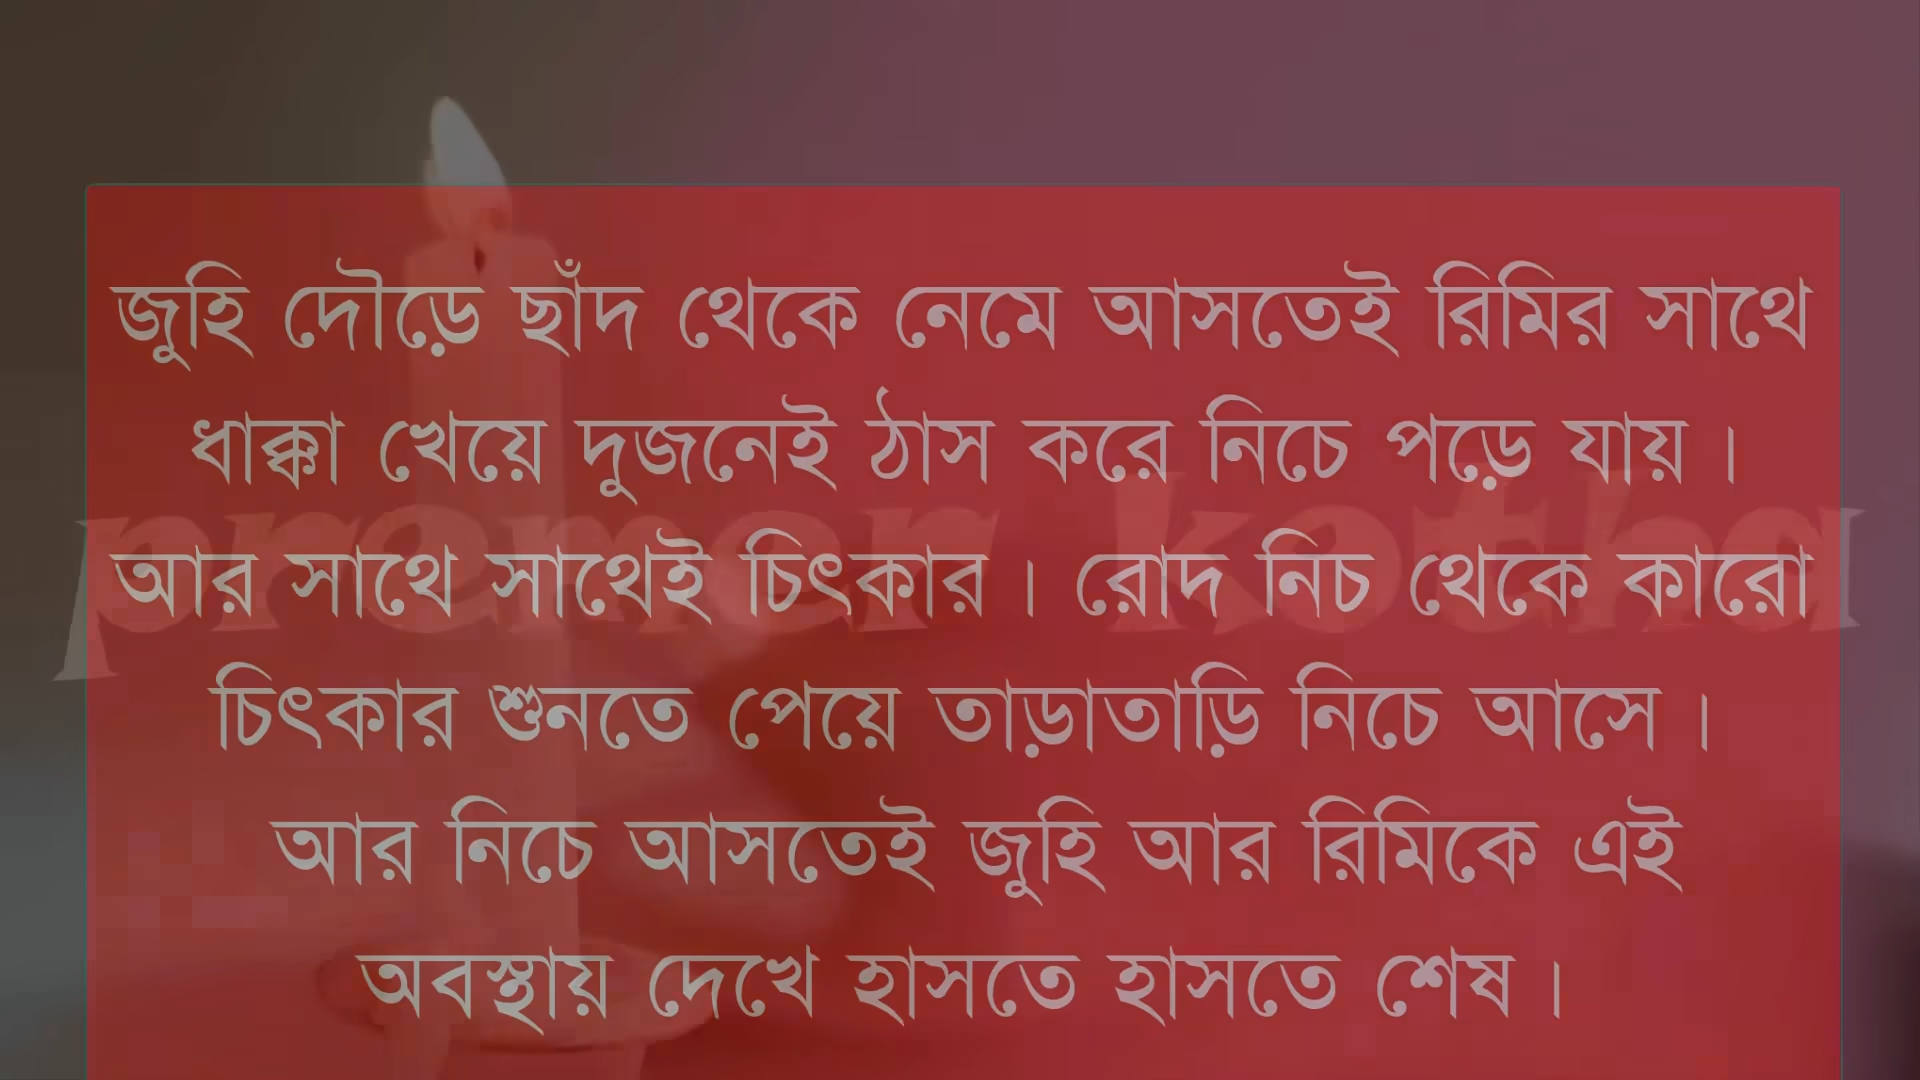 জুহি দৌড়ে ছাঁদ থেকে নেমে আসতেই রিমির সাথে
ধাক্কা খেয়ে দুজনেই ঠাস করে নিচে পড়ে যায়।
premer kotha
আর সাথে সাথেই চিৎকার। রোদ নিচ থেকে কারো
চিৎকার শুনতে পেয়ে তাড়াতাড়ি নিচে আসে।
আর নিচে আসতেই জুহি আর রিমিকে এই
অবস্থায় দেখে হাসতে হাসতে শেষ।